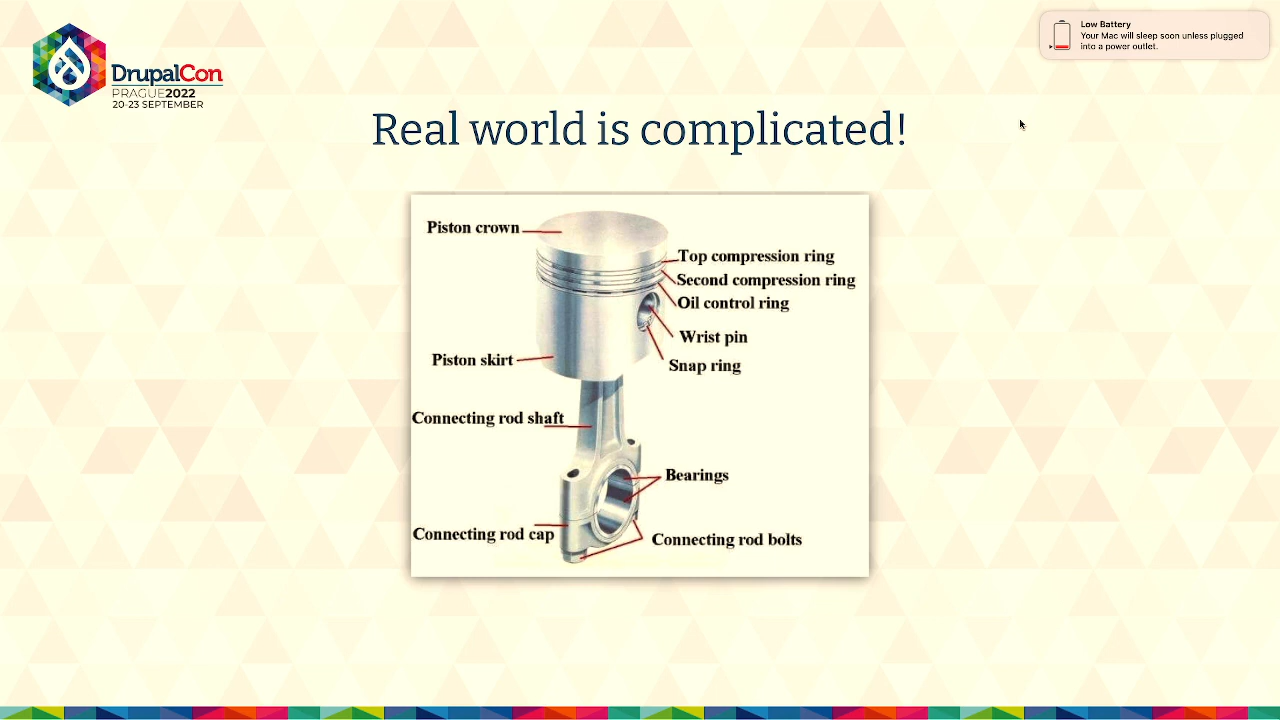 Low Battery
Your Mac will sleep soon unless plugged
into a power outlet.
DrupalCon
PRAGUE2022
20-23 SEPTEMBER
Real world is complicated!
Piston crown
Top compression ring
Second compression ring
Oil control ring
Wrist pin
Piston skirt
Snap ring
Connecting rod shaft
Bearings
Connecting rod cap
Connecting rod bolts